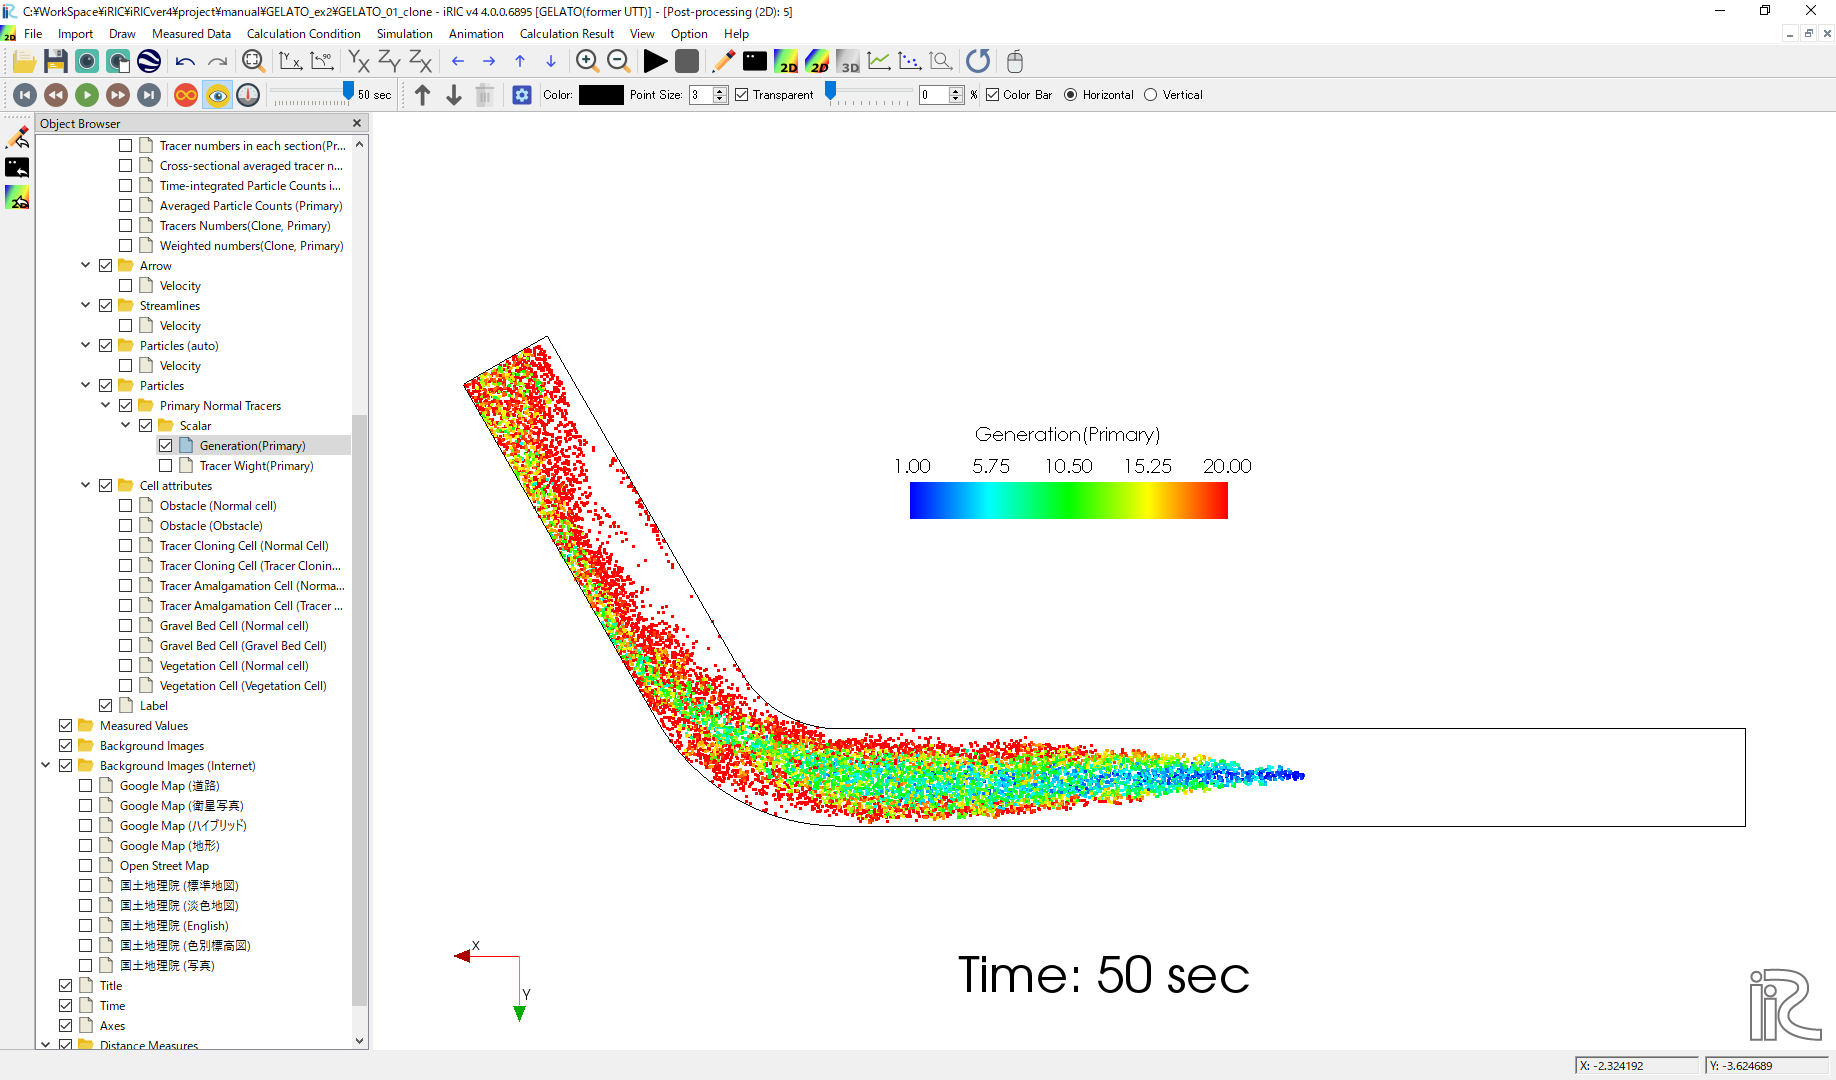 C:¥WorkSpace¥iRIC¥iRICver4¥project¥manual¥GELATO_ex2¥GELATO_01_clone - iRIC v4 4.0.0.6895 [GELATO(former UTT)] - [Post-processing (2D): 5]
File Import Draw Measured Data Calculation Condition Simulation Animation Calculation Result View Option Help
50 sec Color: Point Size: 3 Transparent 0 % Color Bar Horizontal Vertical
Object Browser
Tracer numbers in each section(Pr...
Cross-sectional averaged tracer n...
Time-integrated Particle Counts i...
Averaged Particle Counts (Primary)
Tracers Numbers(Clone, Primary)
Weighted numbers(Clone, Primary)
Arrow
Velocity
Streamlines
Velocity
Particles (auto)
Velocity
Particles
Primary Normal Tracers
Scalar
Generation(Primary)
Tracer Wight(Primary)
Cell attributes
Obstacle (Normal cell)
Obstacle (Obstacle)
Tracer Cloning Cell (Normal Cell)
Tracer Cloning Cell (Tracer Clonin...
Tracer Amalgamation Cell (Norma...
Tracer Amalgamation Cell (Tracer ...
Gravel Bed Cell (Normal cell)
Gravel Bed Cell (Gravel Bed Cell)
Vegetation Cell (Normal cell)
Vegetation Cell (Vegetation Cell)
Label
Measured Values
Background Images
Background Images (Internet)
Google Map (道路)
Google Map (衛星写真)
Google Map (ハイブリッド)
Google Map (地形)
Open Street Map
国土地理院 (標準地図)
国土地理院 (淡色地図)
国土地理院 (English)
国土地理院 (色別標高図)
国土地理院 (写真)
Title
Time
Axes
Distance Measures
Generation(Primary)
1.00 5.75 10.50 15.25 20.00
X
Y
Time: 50 sec
iRIC
X: -2.324192 Y: -3.624689